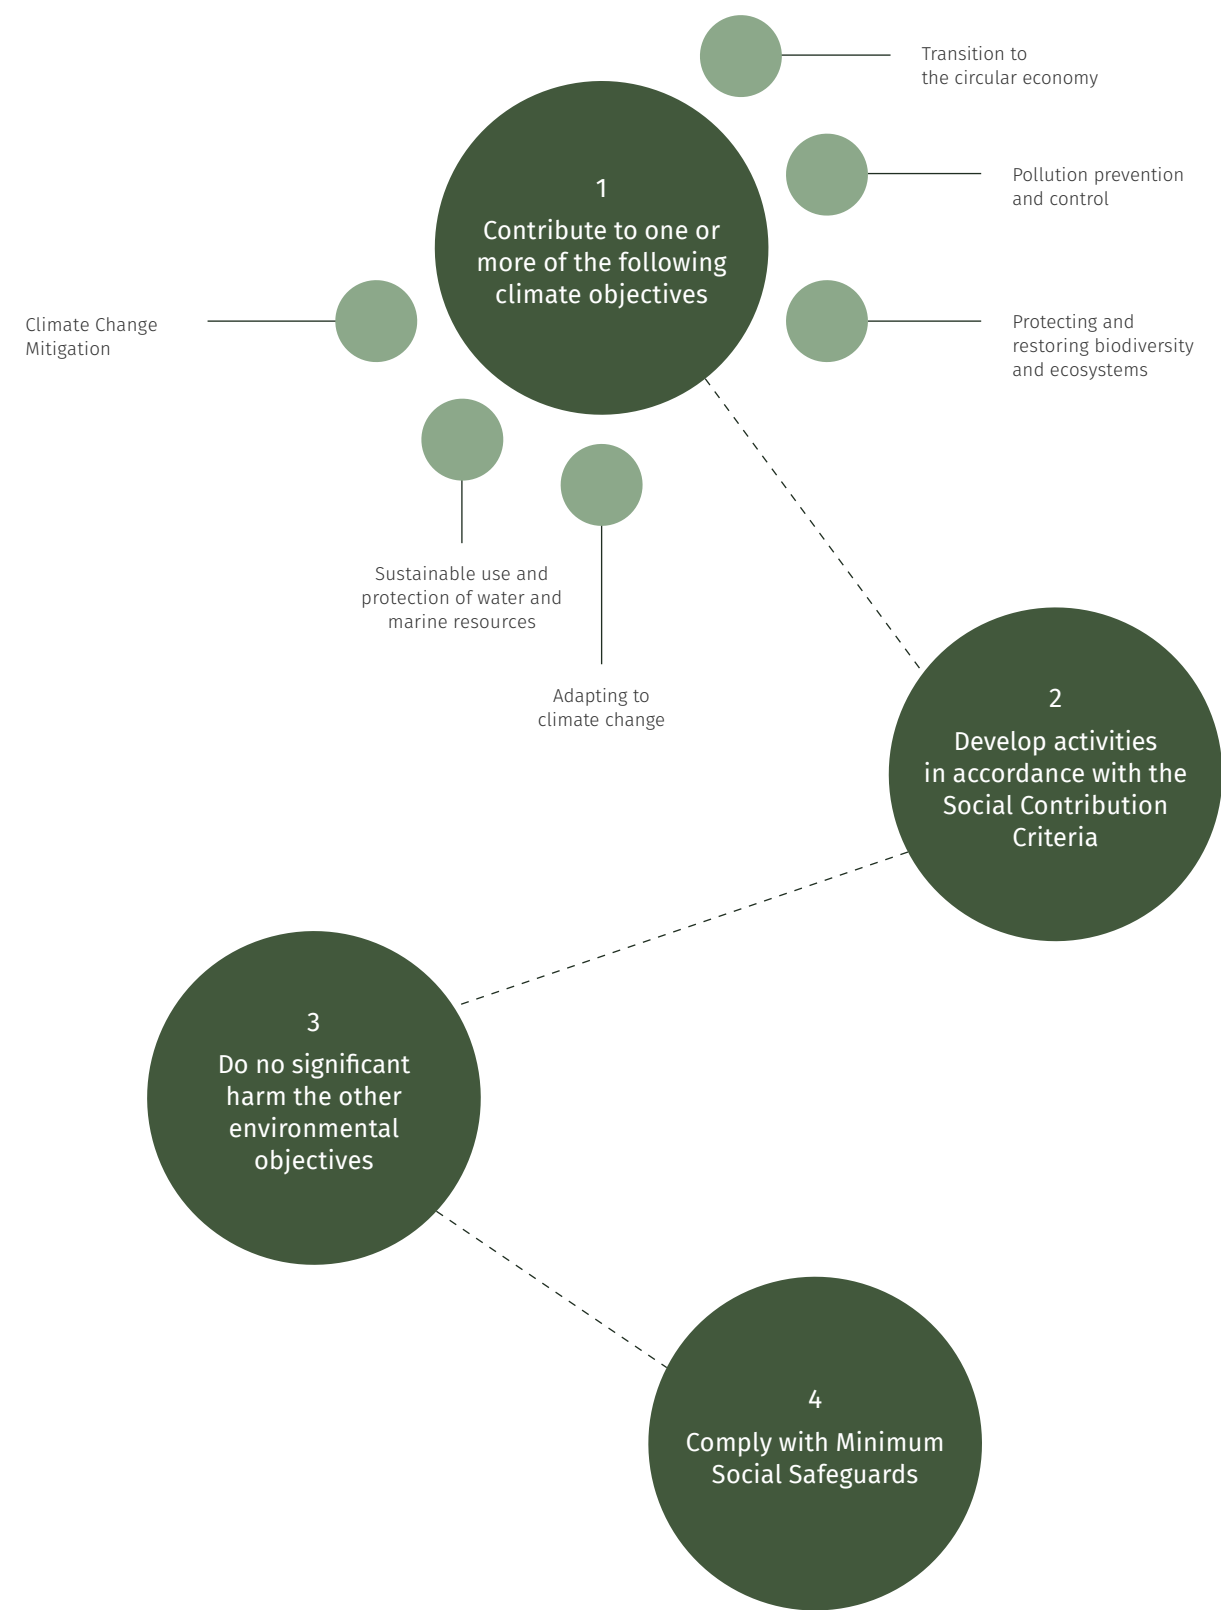 Transition to
the circular economy
Pollution prevention
and control
1
Contribute to one or
more of the following
climate objectives
Climate Change
Mitigation
Protecting and
restoring biodiversity
and ecosystems
Sustainable use and
protection of water and
marine resources
Adapting to
climate change
2
Develop activities
in accordance with the
Social Contribution
Criteria
3
Do no significant
harm the other
environmental
objectives
4
Comply with Minimum
Social Safeguards